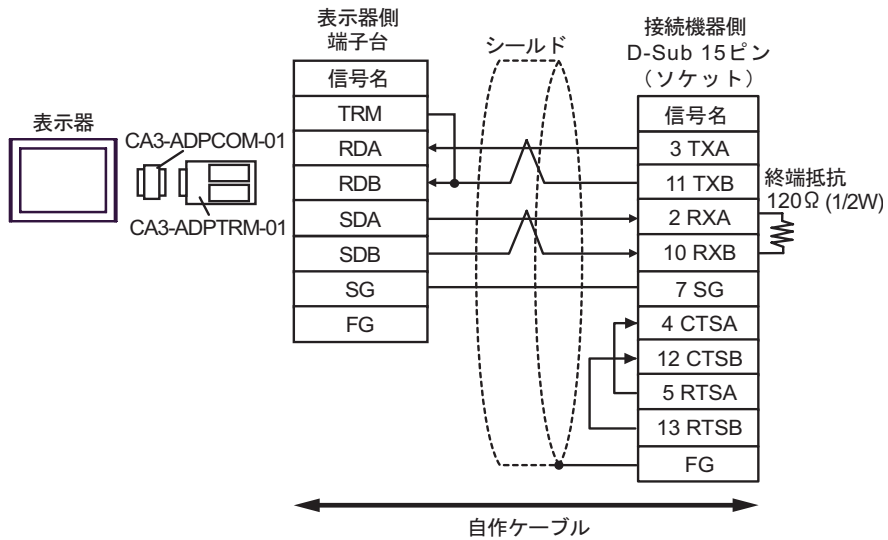 表示器
CA3-ADPCOM-01
CA3-ADPTRM-01
表示器側
端子台
信号名
TRM
RDA
RDB
SDA
SDB
SG
FG
シールド
接続機器側
D-Sub 15ピン
（ソケット）
信号名
3 TXA
11 TXB
2 RXA
10 RXB
7 SG
4 CTSA
12 CTSB
5 RTSA
13 RTSB
FG
終端抵抗
120Ω (1/2W)
自作ケーブル